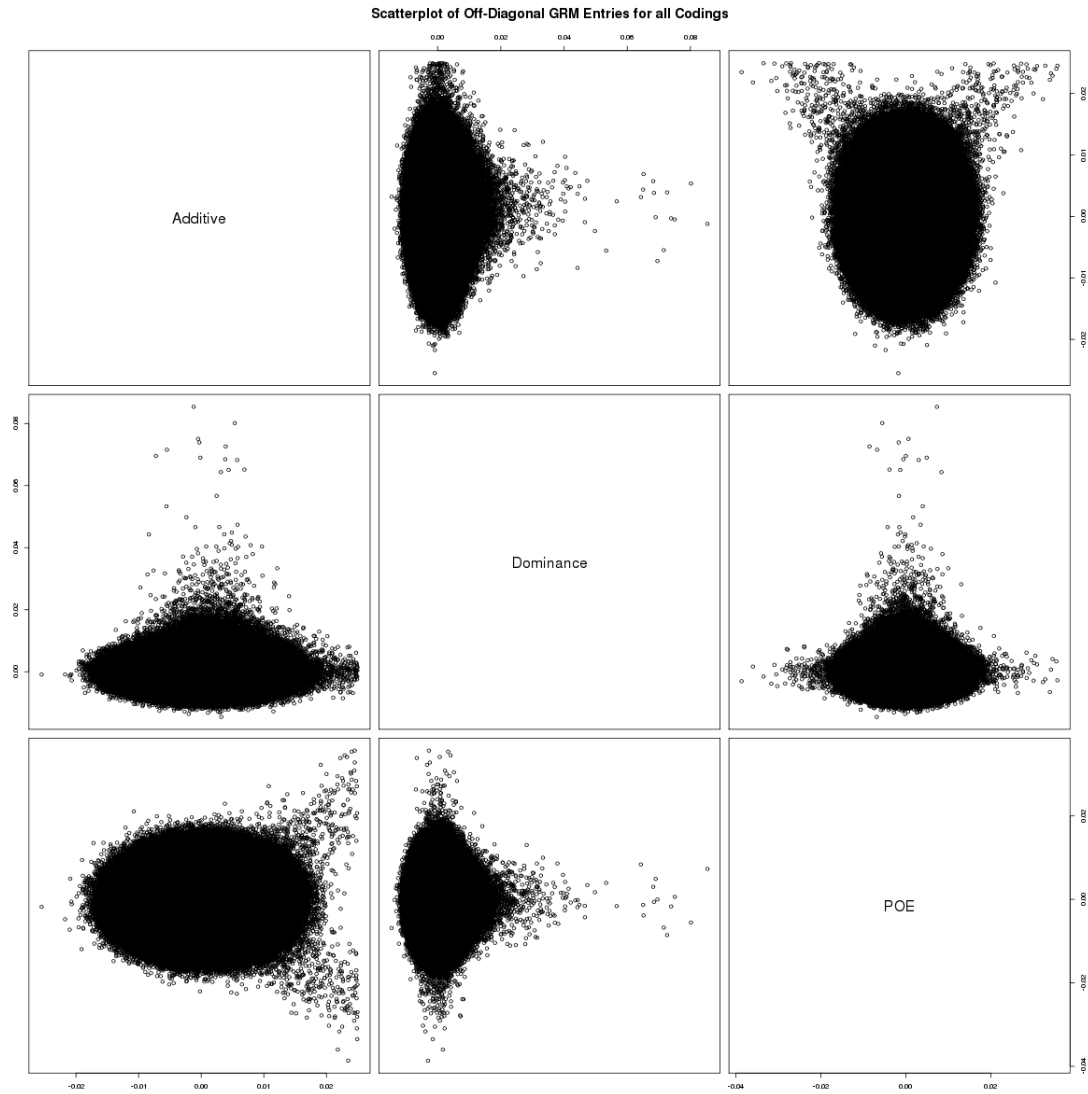 Scatterplot of Off-Diagonal GRM Entries for all Codings
0.00 0.02 0.04 0.06 0.08
Additive
0.02
0.01
0.00
-0.01
-0.02
0.08
0.06
0.04
0.02
0.00
Dominance
POE
0.02
0.00
-0.02
-0.04
-0.02 -0.01 0.00 0.01 0.02
-0.04 -0.02 0.00 0.02